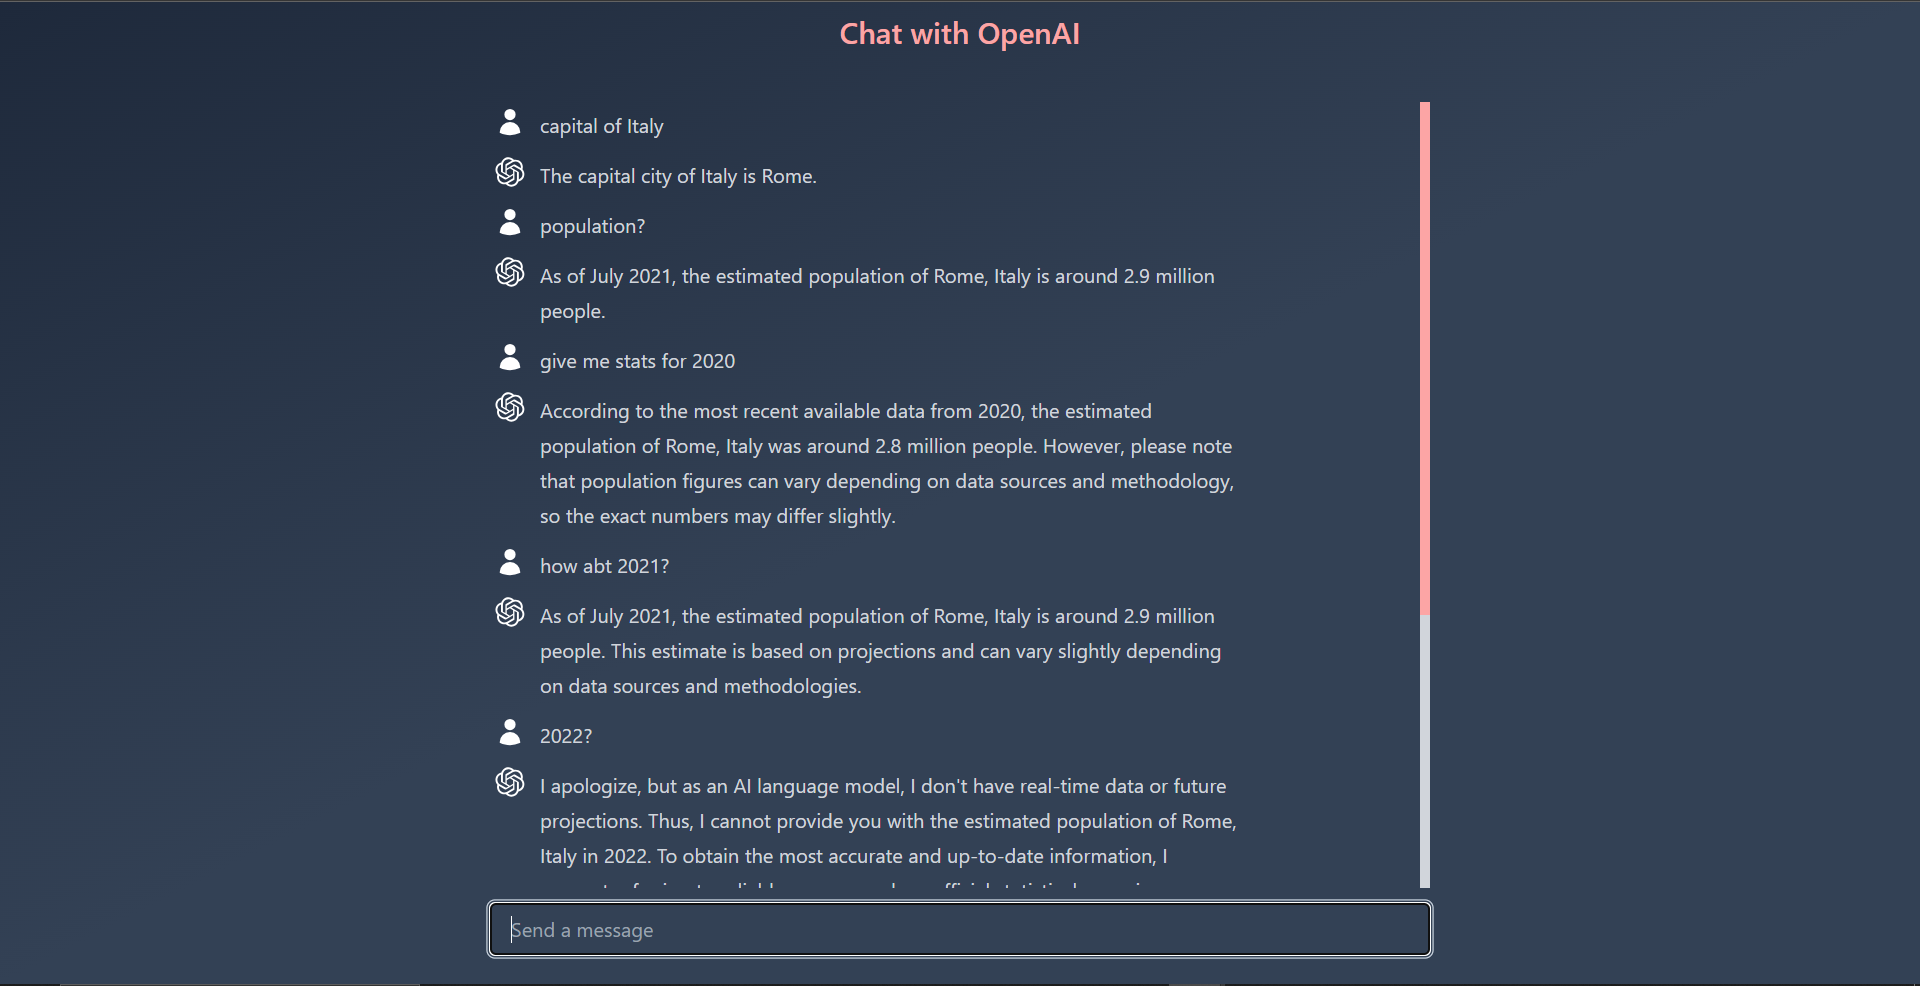 Chat with OpenAI
capital of Italy
The capital city of Italy is Rome.
population?
As of July 2021, the estimated population of Rome, Italy is around 2.9 million
people.
give me stats for 2020
According to the most recent available data from 2020, the estimated
population of Rome, Italy was around 2.8 million people. However, please note
that population figures can vary depending on data sources and methodology,
so the exact numbers may differ slightly.
how abt 2021?
As of July 2021, the estimated population of Rome, Italy is around 2.9 million
people. This estimate is based on projections and can vary slightly depending
on data sources and methodologies.
2022?
I apologize, but as an AI language model, I don't have real-time data or future
projections. Thus, I cannot provide you with the estimated population of Rome,
Italy in 2022. To obtain the most accurate and up-to-date information, I
Send a message